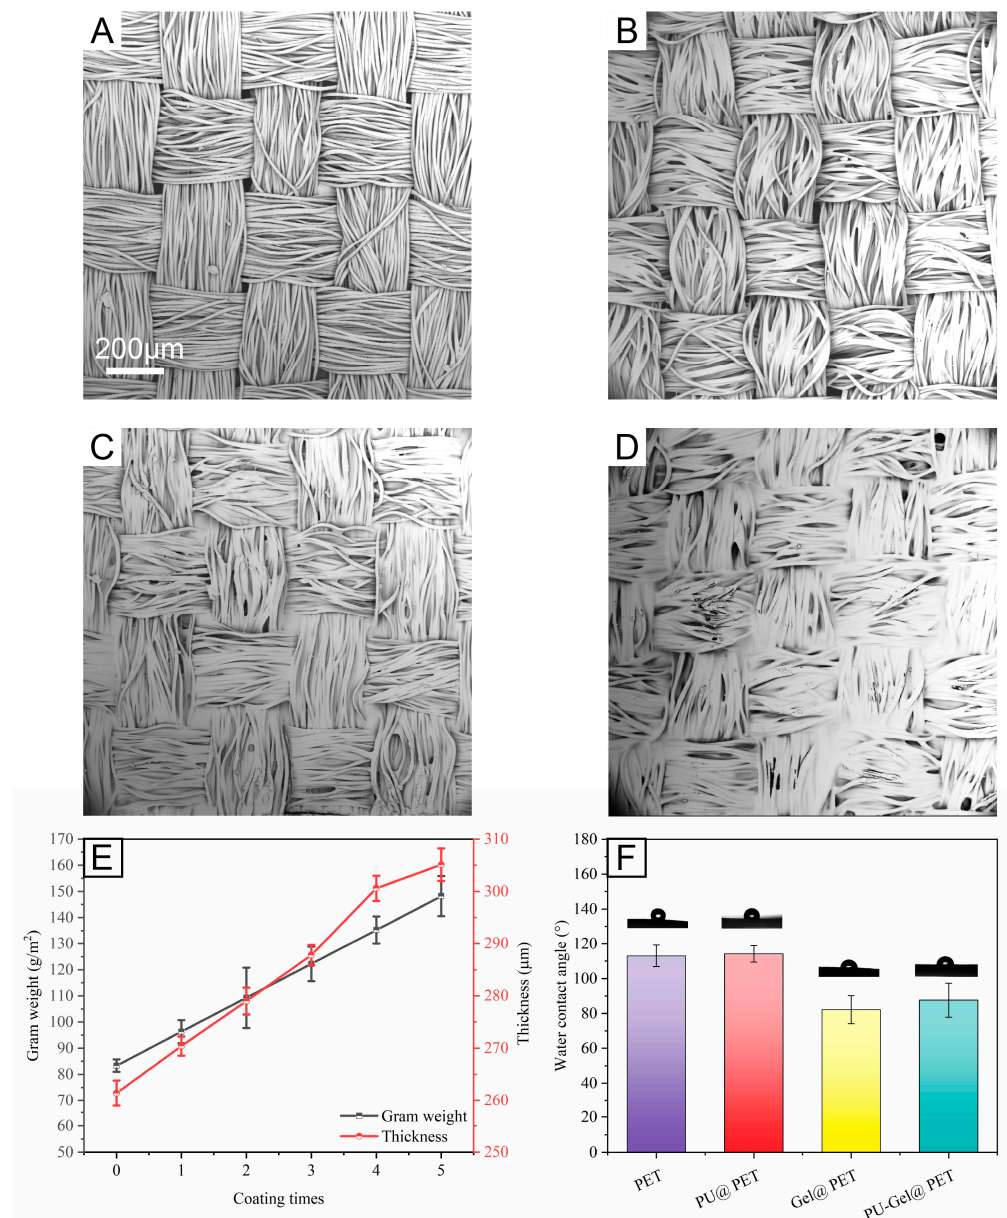 A
B
200μm
C
D
E
170
160
150
140
130
120
110
100
90
80
70
60
50
Gram weight (g/m²)
310
300
290
280
270
260
250
Thickness (μm)
Gram weight
Thickness
0 1 2 3 4 5
Coating times
F
180
160
140
120
100
80
60
40
20
0
Water contact angle (°)
PET
PU@ PET
Gel@ PET
PU-Gel@ PET